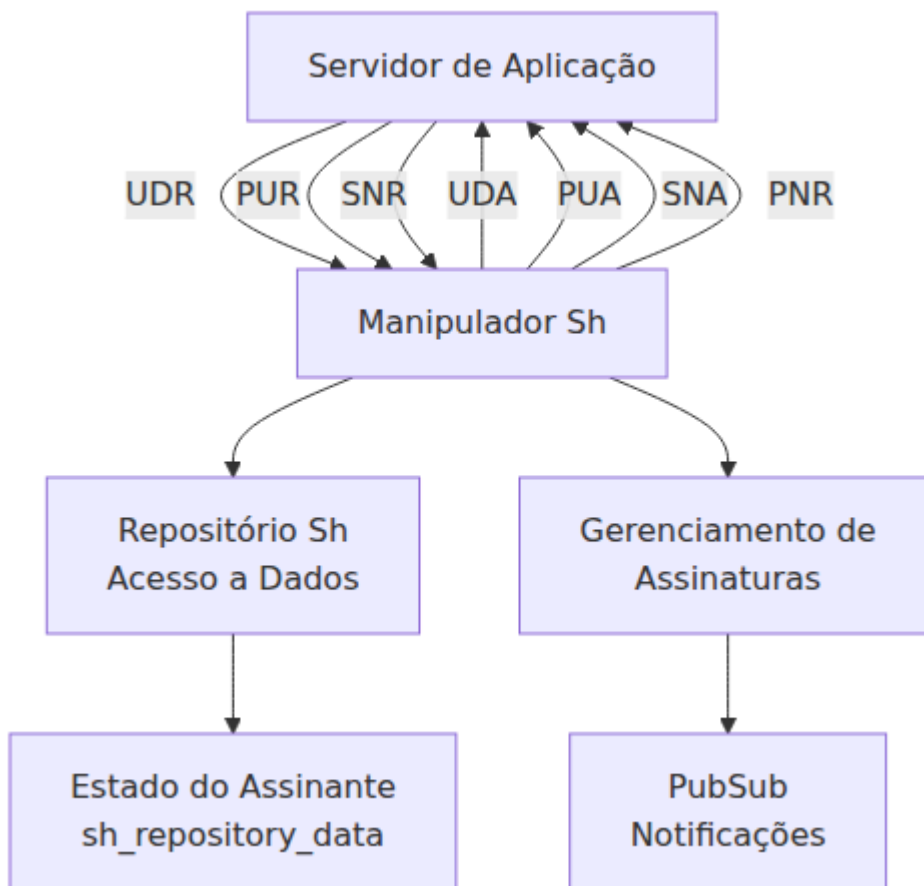 Servidor de Aplicação
UDR
PUR
SNR
UDA
PUA
SNA
PNR
Manipulador Sh
Repositório Sh
Acesso a Dados
Gerenciamento de
Assinaturas
Estado do Assinante
sh_repository_data
PubSub
Notificações